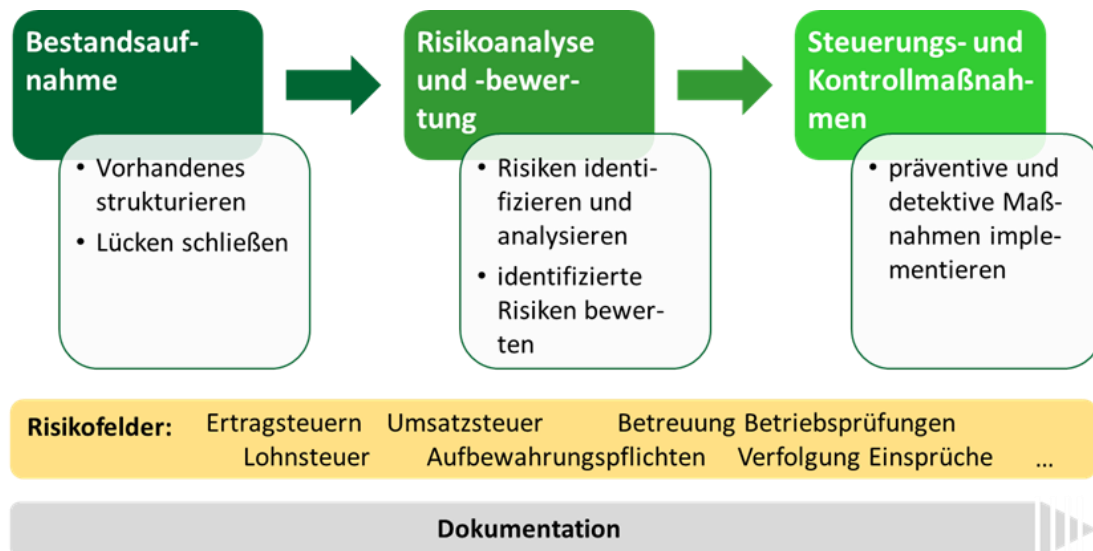 Bestandsauf-
nahme
• Vorhandenes
strukturieren
• Lücken schließen
Risikoanalyse
und -bewer-
tung
• Risiken identi-
fizieren und
analysieren
• identifizierte
Risiken bewer-
ten
Steuerungs- und
Kontrollmaßnah-
men
• präventive und
detektive Maß-
nahmen imple-
mentieren
Risikofelder: Ertragsteuern Umsatzsteuer Betreuung Betriebsprüfungen
Lohnsteuer Aufbewahrungspflichten Verfolgung Einsprüche ...
Dokumentation